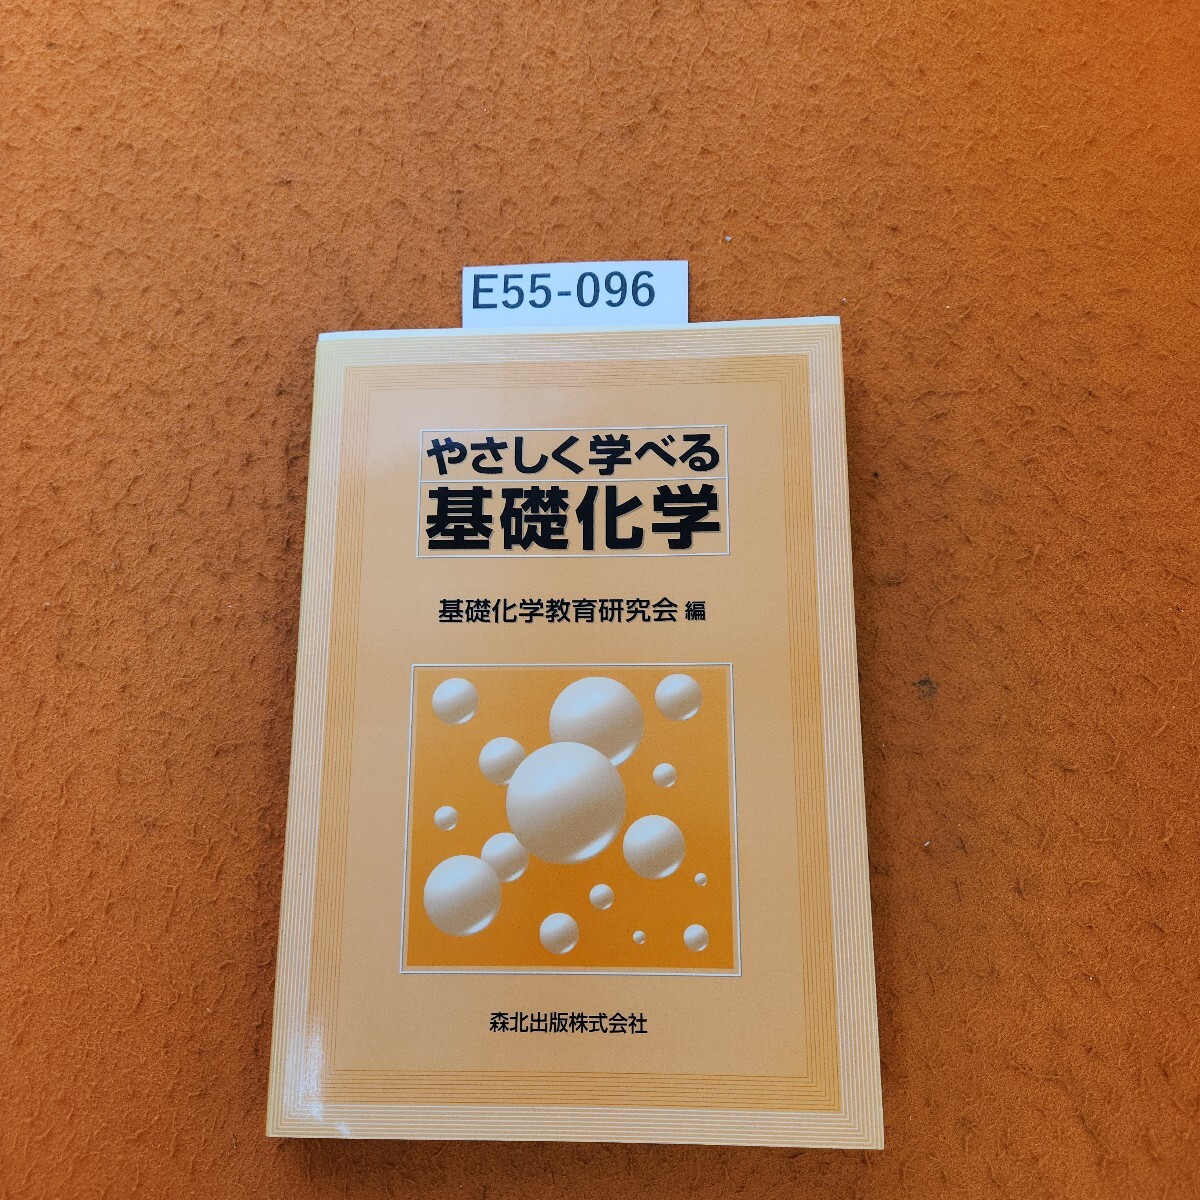 E55-096
やさしく学べる
基礎化学
基礎化学教育研究会 編
森北出版株式会社